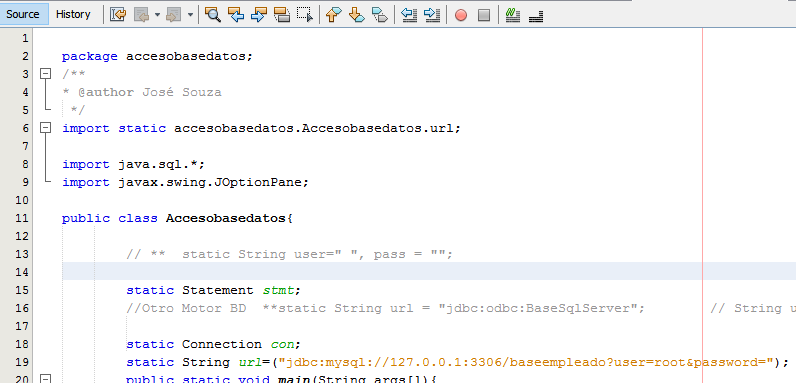 Source History
1
2 package accesobasedatos;
3 /**
4 * @author José Souza
5 */
6 import static accesobasedatos.Accesobasedatos.url;
7
8 import java.sql.*;
9 import javax.swing.JOptionPane;
10
11 public class Accesobasedatos{
12
13 // ** static String user=" ", pass = "";
14
15 static Statement stmt;
16 //Otro Motor BD **static String url = "jdbc:odbc:BaseSqlServer"; // String u
17
18 static Connection con;
19 static String url=("jdbc:mysql://127.0.0.1:3306/baseempleado?user=root&password=");
20 public static void main(String args[]){